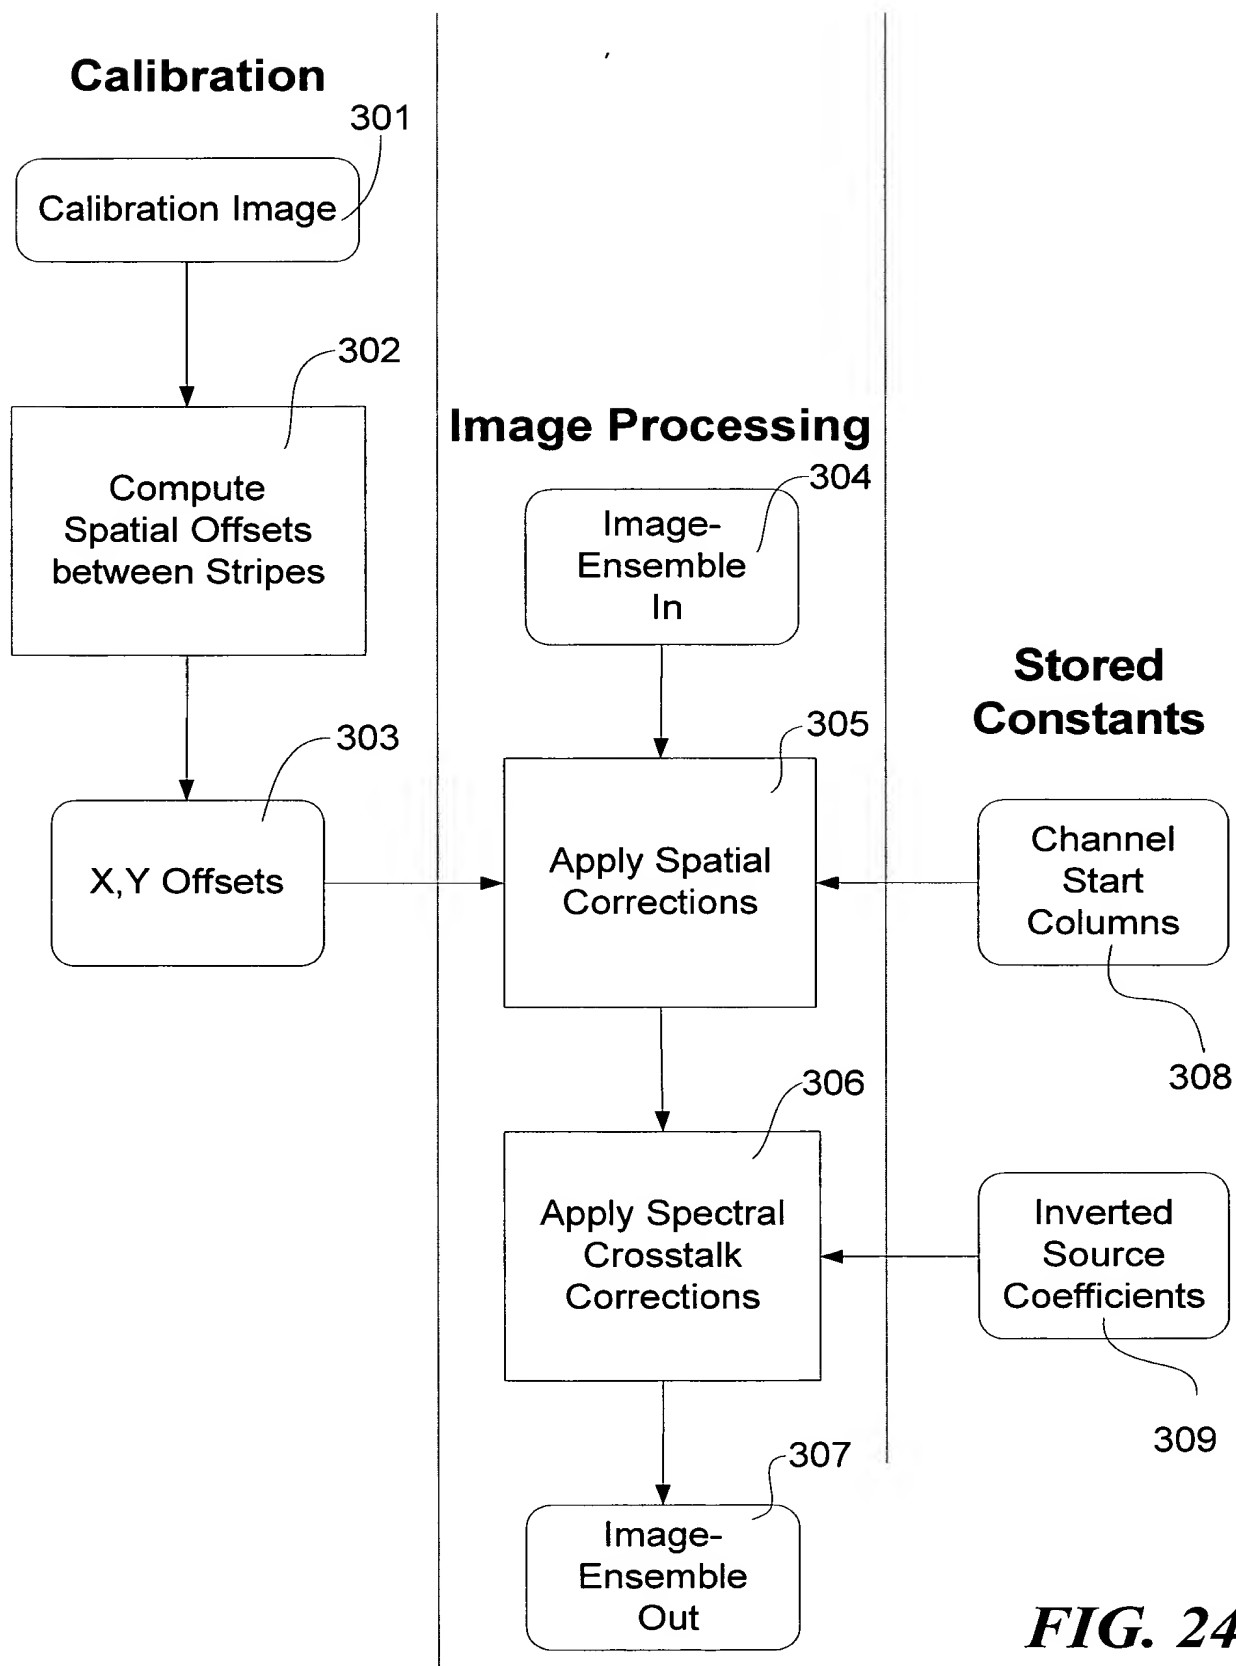 Calibration
301
Calibration Image
302
Compute
Spatial Offsets
between Stripes
303
X,Y Offsets
Image Processing
304
Image-
Ensemble
In
305
Apply Spatial
Corrections
306
Apply Spectral
Crosstalk
Corrections
307
Image-
Ensemble
Out
Stored
Constants
Channel
Start
Columns
308
Inverted
Source
Coefficients
309
FIG. 24